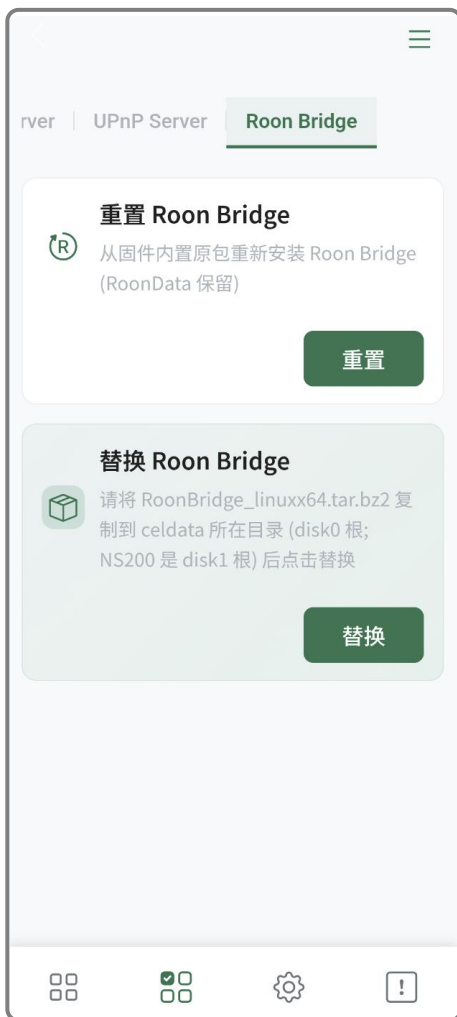 rver
UPnP Server
Roon Bridge
重置 Roon Bridge
R
从固件内置原包重新安装 Roon Bridge
(RoonData 保留)
重置
替换 Roon Bridge
请将 RoonBridge_linuxx64.tar.bz2 复
制到 celdata 所在目录 (disk0 根;
NS200 是 disk1 根) 后点击替换
替换